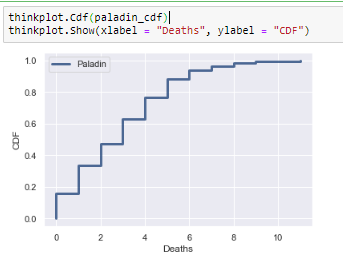 thinkplot.Cdf(paladin_cdf)
thinkplot.Show(xlabel = "Deaths", ylabel = "CDF")
Paladin
1.0
0.8
0.6
0.4
0.2
0.0
CDF
0 2 4 6 8 10
Deaths